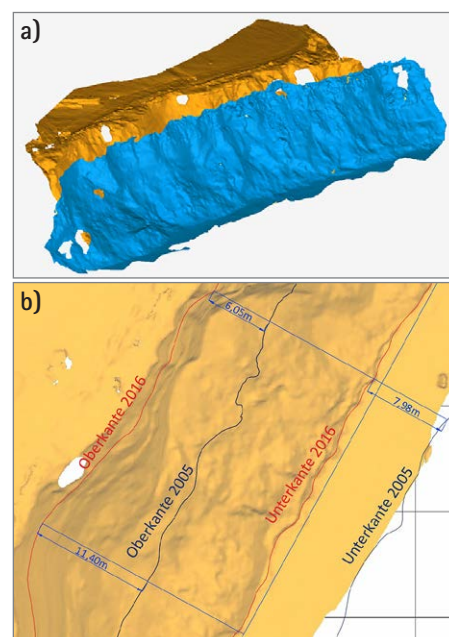 a)
b)
6,05m
Oberkante 2016
Oberkante 2005
Unterkante 2016
7,98m
Unterkante 2005
11,40m